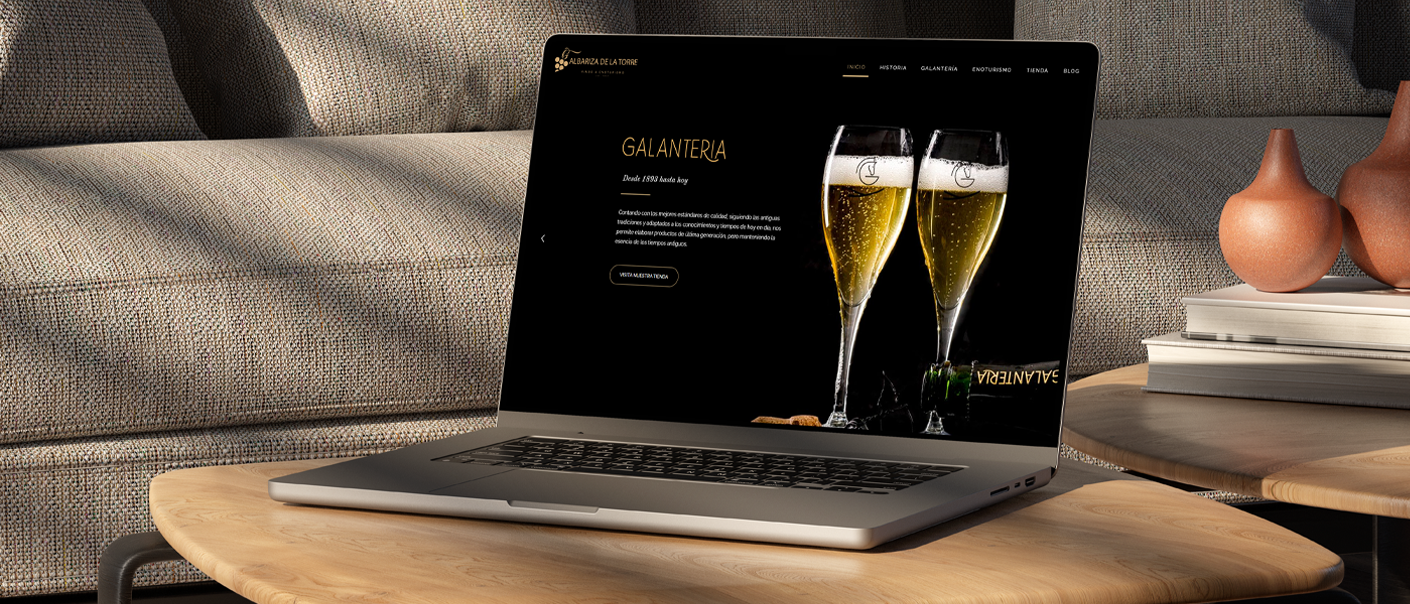 ALBARIZA DE LA TORRE
INICIO
HISTORIA
GALANTERÍA
ENOTURISMO
TIENDA
BLOG
GALANTERIA
Desde 1893 hasta hoy
Contando con los mejores estándares de calidad, siguiendo las antiguas
tradiciones y adaptados a los conocimientos y tiempos de hoy en día, nos
permite elaborar productos de última generación, pero manteniendo la
esencia de los tiempos antiguos.
VISITA NUESTRA TIENDA
GALANTERIA